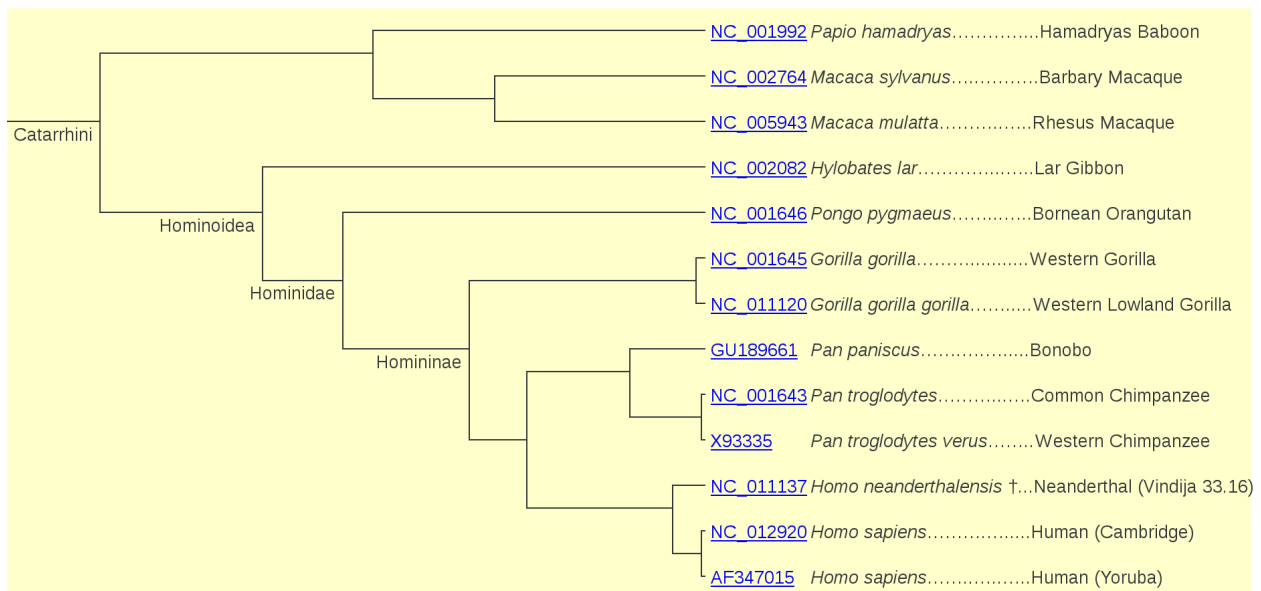 NC_001992 Papio hamadryas…………...Hamadryas Baboon
NC_002764 Macaca sylvanus….……….Barbary Macaque
Catarrhini
NC_005943 Macaca mulatta……….…..Rhesus Macaque
NC_002082 Hylobates lar…………..…...Lar Gibbon
Hominoidea
NC_001646 Pongo pygmaeus……..…...Bornean Orangutan
NC_001645 Gorilla gorilla………..........Western Gorilla
Hominidae
NC_011120 Gorilla gorilla gorilla……..…Western Lowland Gorilla
Homininae
GU189661 Pan paniscus……….…….....Bonobo
NC_001643 Pan troglodytes………..…..Common Chimpanzee
X93335 Pan troglodytes verus……..Western Chimpanzee
NC_011137 Homo neanderthalensis †...Neanderthal (Vindija 33.16)
NC_012920 Homo sapiens…………......Human (Cambridge)
AF347015 Homo sapiens…….….……Human (Yoruba)